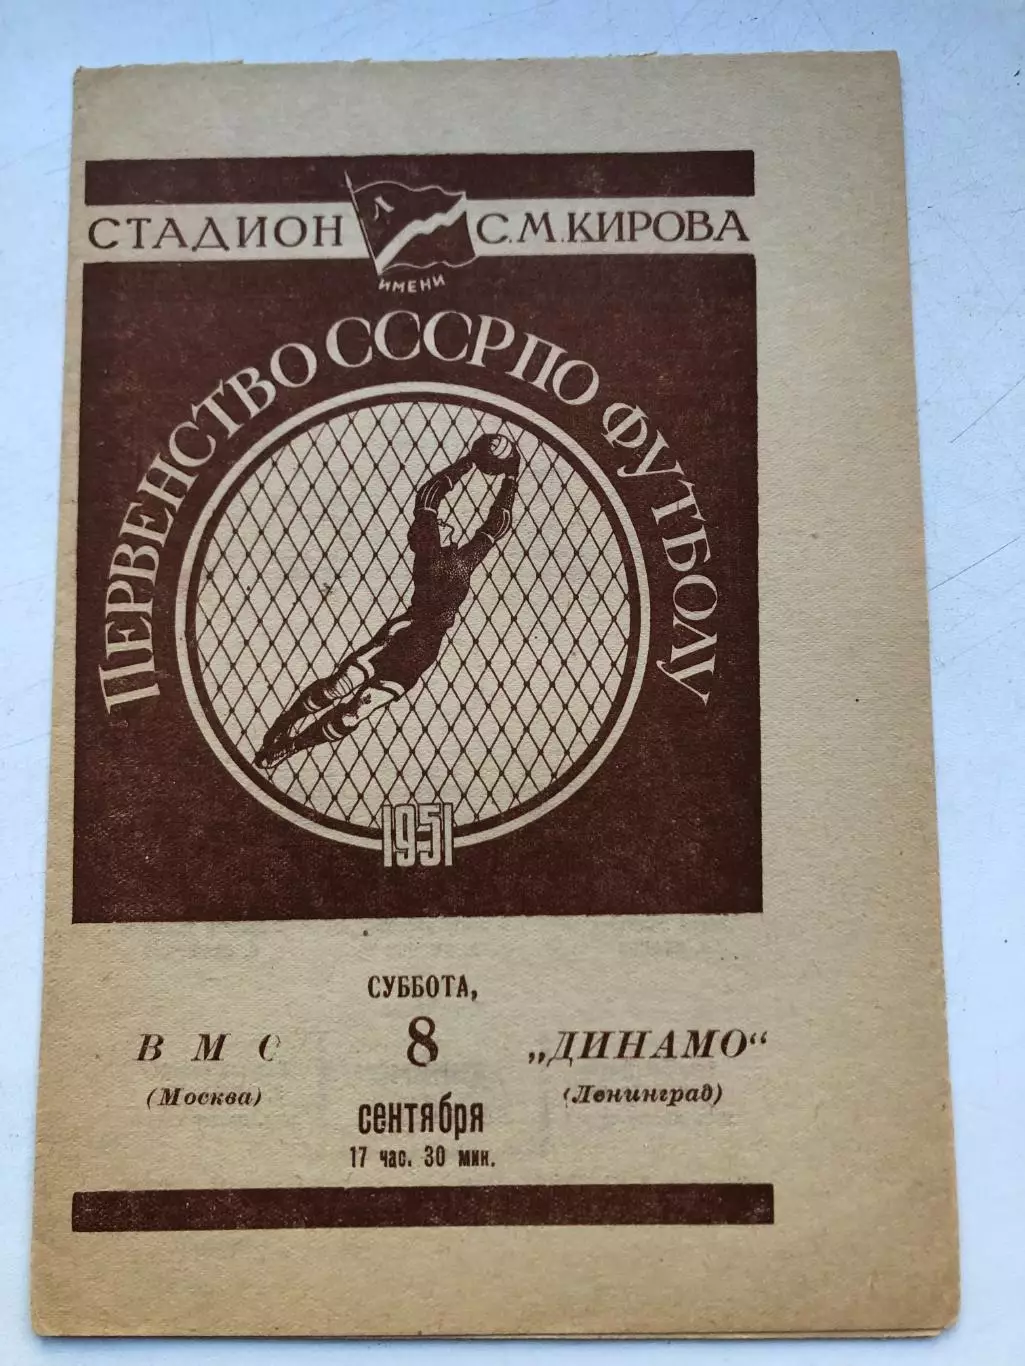 СТАДИОН Л С.М.КИРОВА
ИМЕНИ
ПЕРВЕНСТВО СССР ПО ФУТБОЛУ
1951
СУББОТА,
В М С 8 „ДИНАМО“
(Москва) (Ленинград)
сентября
17 час. 30 мин.